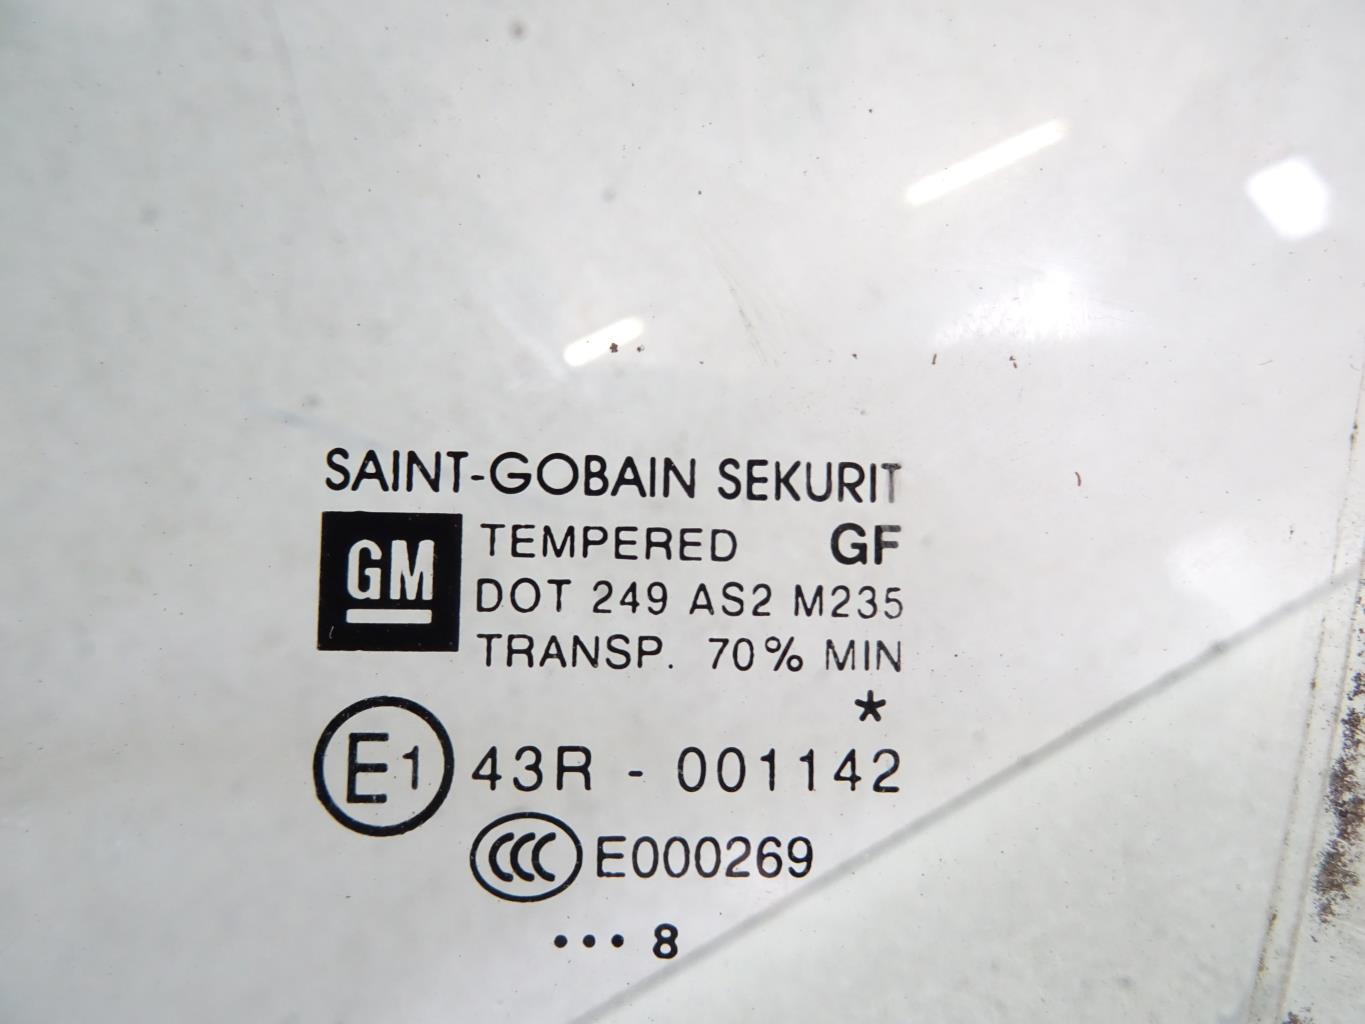 SAINT-GOBAIN SEKURIT
GM
TEMPERED GF
DOT 249 AS2 M235
TRANSP. 70% MIN
*
E1 43R - 001142
CCC E000269
••• 8